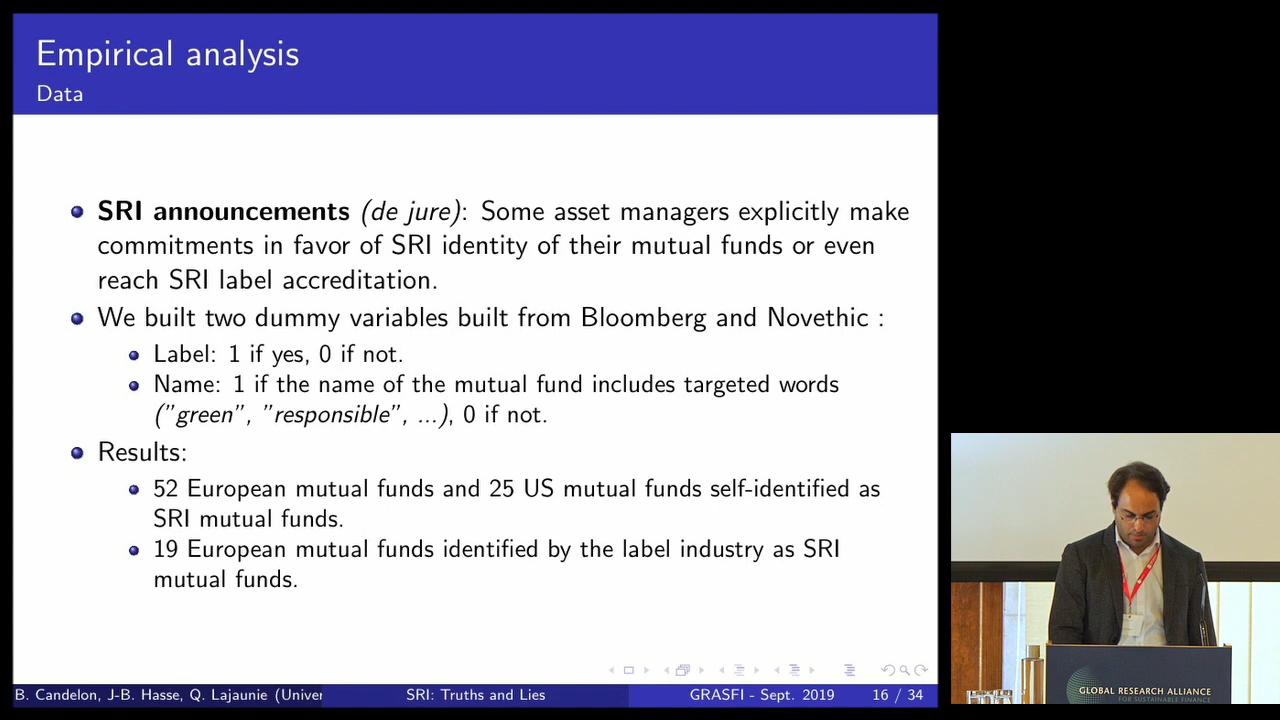 Empirical analysis
Data
SRI announcements (de jure): Some asset managers explicitly make
commitments in favor of SRI identity of their mutual funds or even
reach SRI label accreditation.
We built two dummy variables built from Bloomberg and Novethic :
Label: 1 if yes, 0 if not.
Name: 1 if the name of the mutual fund includes targeted words
("green", "responsible", ...), 0 if not.
Results:
52 European mutual funds and 25 US mutual funds self-identified as
SRI mutual funds.
19 European mutual funds identified by the label industry as SRI
mutual funds.
B. Candelon, J-B. Hasse, Q. Lajaunie (Univer
SRI: Truths and Lies
GRASFI - Sept. 2019
16 / 34
GLOBAL RESEARCH ALLIANCE
FOR SUSTAINABLE FINANCE